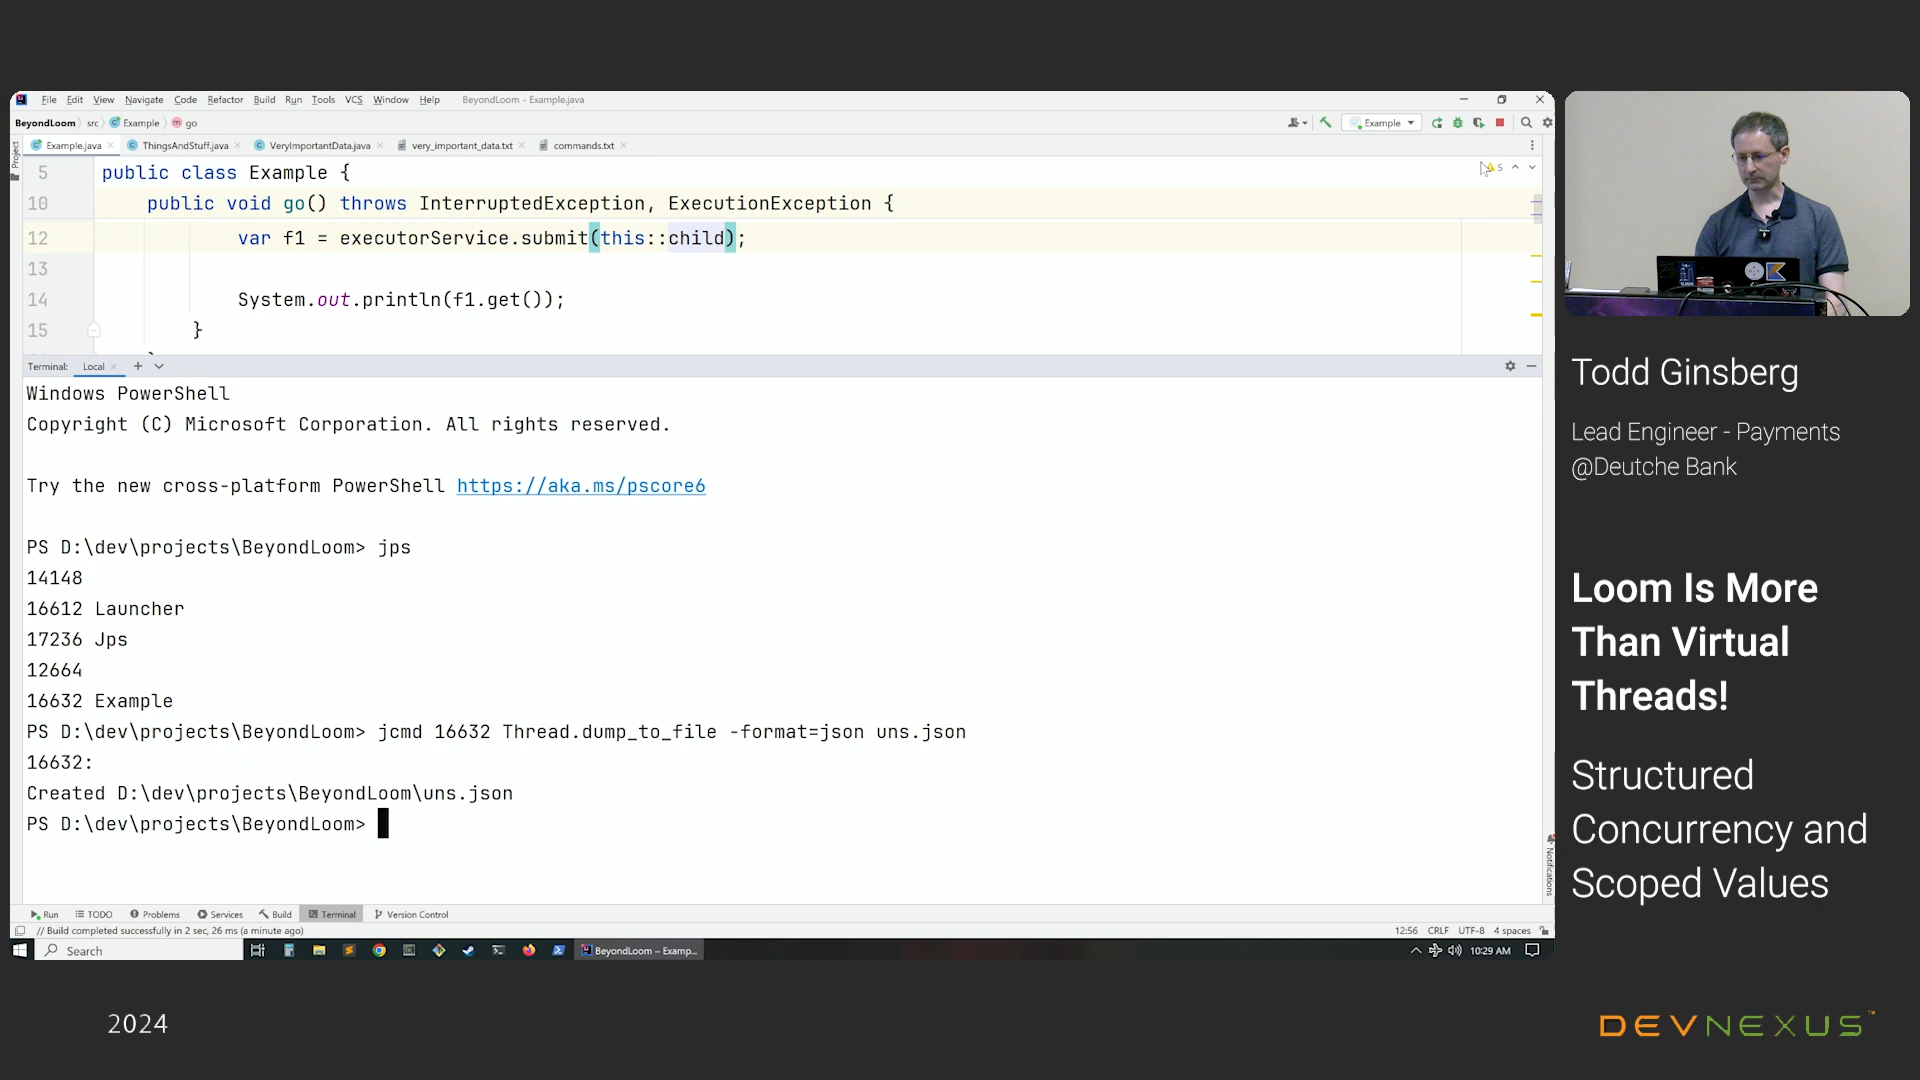 File Edit View Navigate Code Refactor Build Run Tools VCS Window Help BeyondLoom - Example.java
BeyondLoom src Example go
Example
Example.java ThingsAndStuff.java VeryImportantData.java very_important_data.txt commands.txt
Project
5 public class Example {
5
10 public void go() throws InterruptedException, ExecutionException {
12 var f1 = executorService.submit(this::child);
13
14 System.out.println(f1.get());
15 }
Terminal: Local
Windows PowerShell
Copyright (C) Microsoft Corporation. All rights reserved.
Try the new cross-platform PowerShell https://aka.ms/pscore6
PS D:\dev\projects\BeyondLoom> jps
14148
16612 Launcher
17236 Jps
12664
16632 Example
PS D:\dev\projects\BeyondLoom> jcmd 16632 Thread.dump_to_file -format=json uns.json
16632:
Created D:\dev\projects\BeyondLoom\uns.json
PS D:\dev\projects\BeyondLoom>
Notifications
Run TODO Problems Services Build Terminal Version Control
// Build completed successfully in 2 sec, 26 ms (a minute ago)
12:56 CRLF UTF-8 4 spaces
Search
BeyondLoom – Examp...
10:29 AM
Todd Ginsberg
Lead Engineer - Payments
@Deutche Bank
Loom Is More
Than Virtual
Threads!
Structured
Concurrency and
Scoped Values
2024
DEVNEXUS™